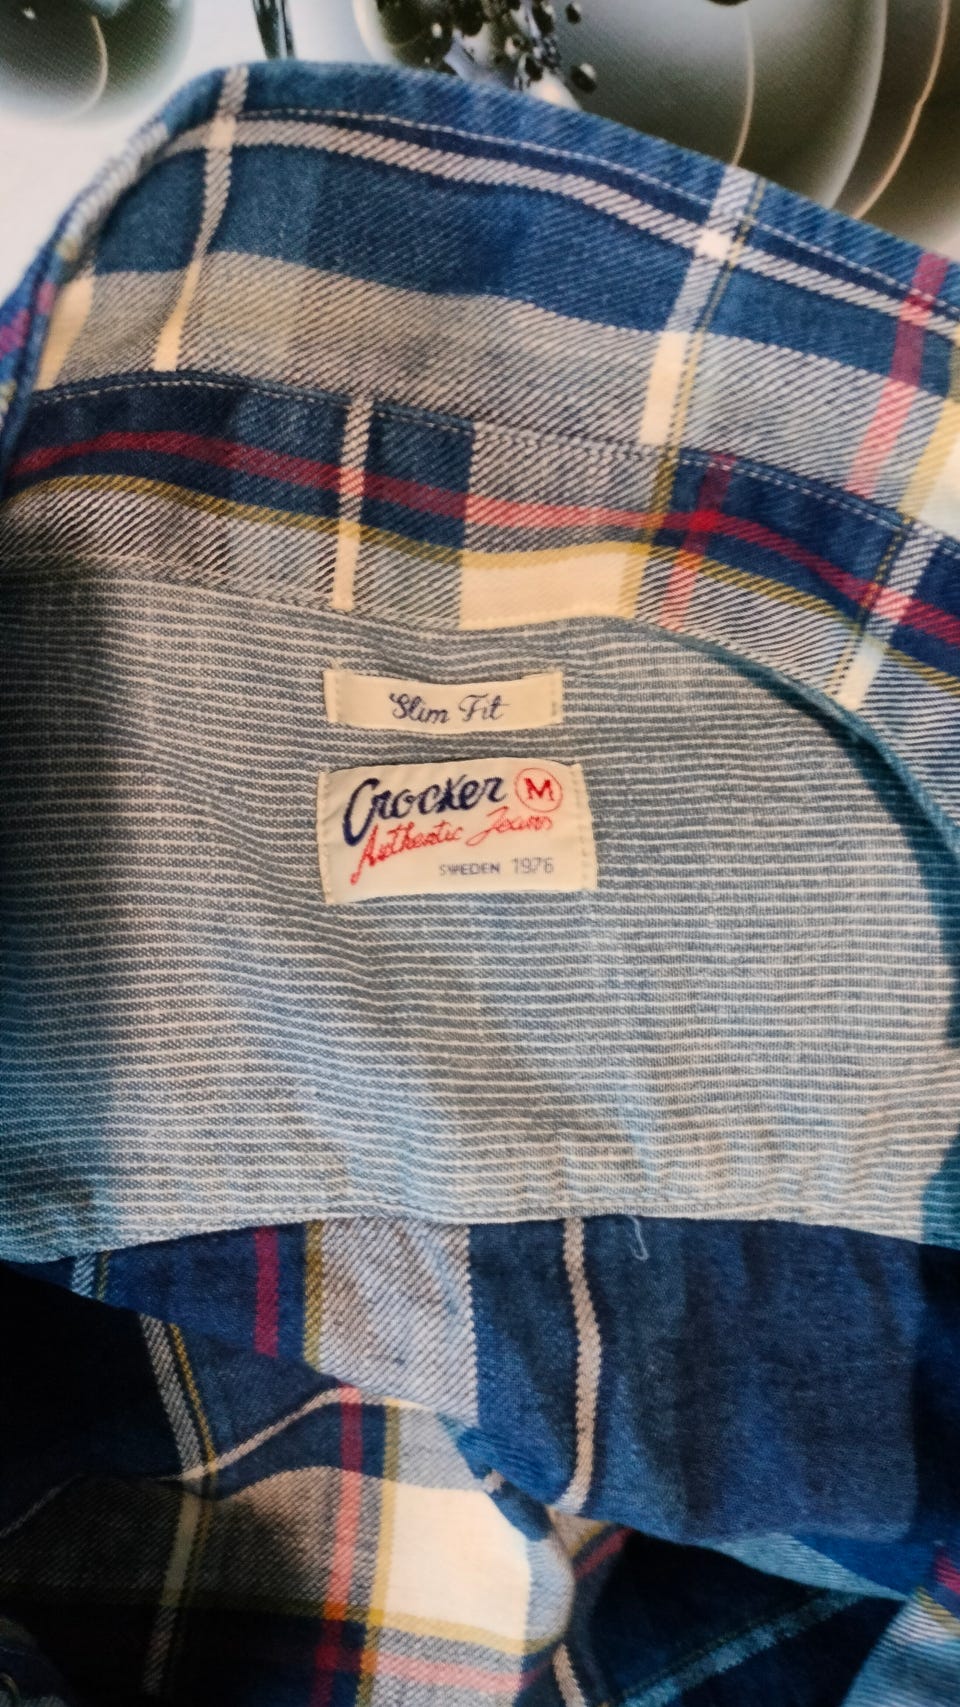 Slim Fit
Crocker M
Authentic Jeans
SWEDEN 1976